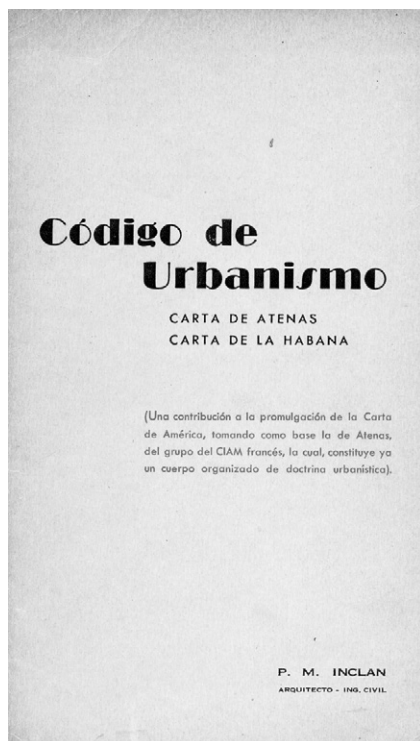 Código de
Urbanismo
CARTA DE ATENAS
CARTA DE LA HABANA
(Una contribución a la promulgación de la Carta
de América, tomando como base la de Atenas,
del grupo del CIAM francés, la cual, constituye ya
un cuerpo organizado de doctrina urbanística).
P. M. INCLAN
ARQUITECTO - ING. CIVIL